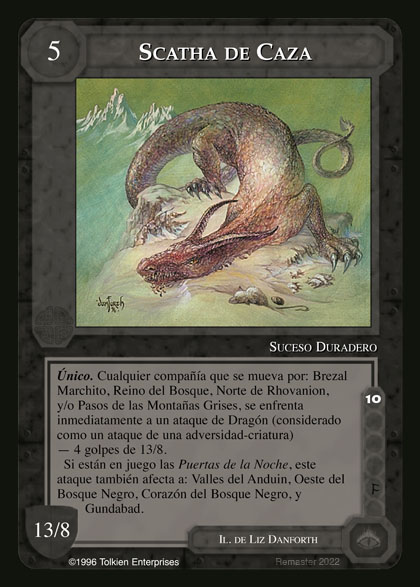 5
SCATHA DE CAZA
Danforth
SUCESO DURADERO
Único. Cualquier compañía que se mueva por: Brezal
Marchito, Reino del Bosque, Norte de Rhovanion,
y/o Pasos de las Montañas Grises, se enfrenta
inmediatamente a un ataque de Dragón (considerado
como un ataque de una adversidad-criatura)
— 4 golpes de 13/8.
Si están en juego las Puertas de la Noche, este
ataque también afecta a: Valles del Anduin, Oeste del
Bosque Negro, Corazón del Bosque Negro, y
Gundabad.
10
13/8
IL. DE LIZ DANFORTH
©1996 Tolkien Enterprises
Remaster 2022